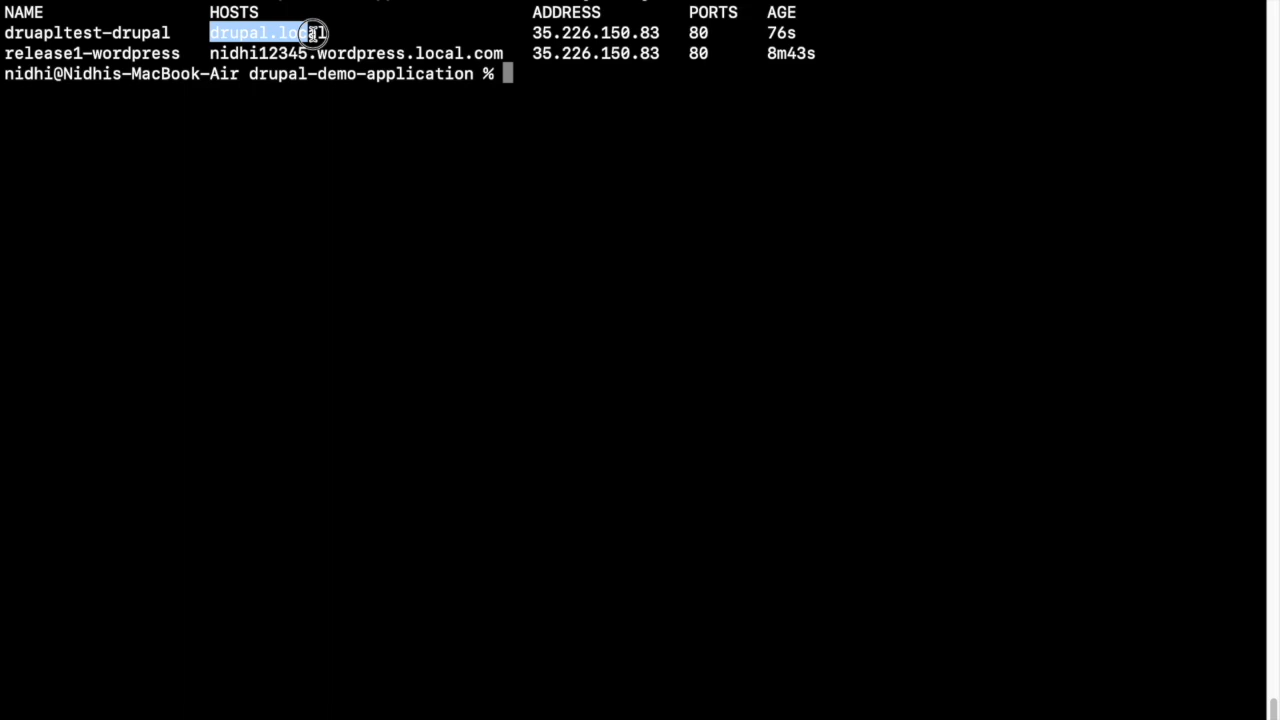 NAME HOSTS ADDRESS PORTS AGE
druapltest-drupal drupal.local 35.226.150.83 80 76s
release1-wordpress nidhi12345.wordpress.local.com 35.226.150.83 80 8m43s
nidhi@Nidhis-MacBook-Air drupal-demo-application %